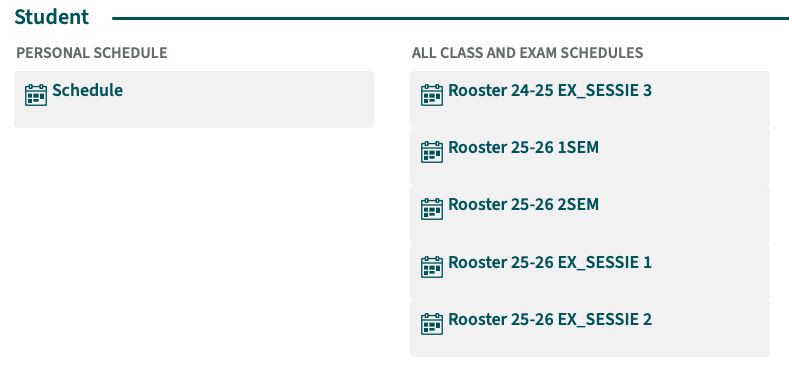 Student
PERSONAL SCHEDULE
Schedule
ALL CLASS AND EXAM SCHEDULES
Rooster 24-25 EX_SESSIE 3
Rooster 25-26 1SEM
Rooster 25-26 2SEM
Rooster 25-26 EX_SESSIE 1
Rooster 25-26 EX_SESSIE 2